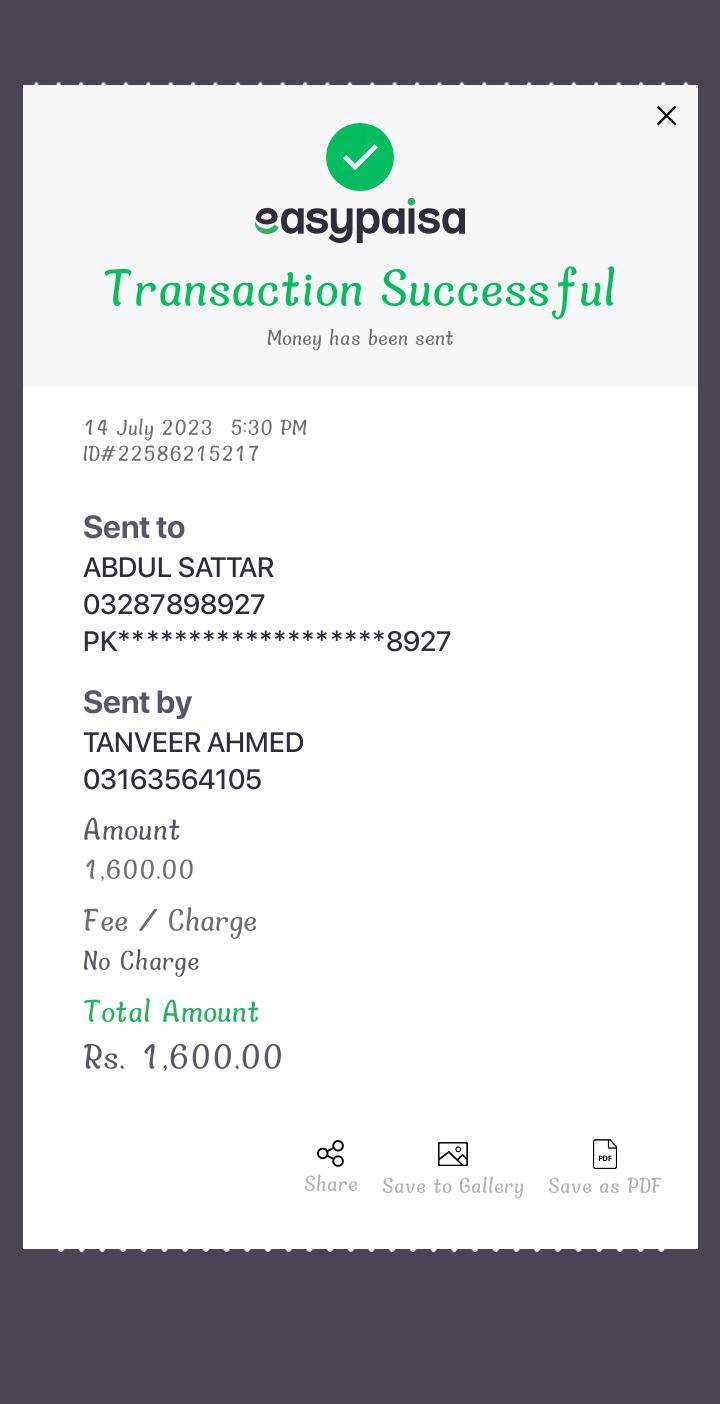 easypaisa
Transaction Successful
Money has been sent
14 July 2023 5:30 PM
ID#22586215217
Sent to
ABDUL SATTAR
03287898927
PK*******************8927
Sent by
TANVEER AHMED
03163564105
Amount
1,600.00
Fee / Charge
No Charge
Total Amount
Rs. 1,600.00
PDF
Share Save to Gallery Save as PDF